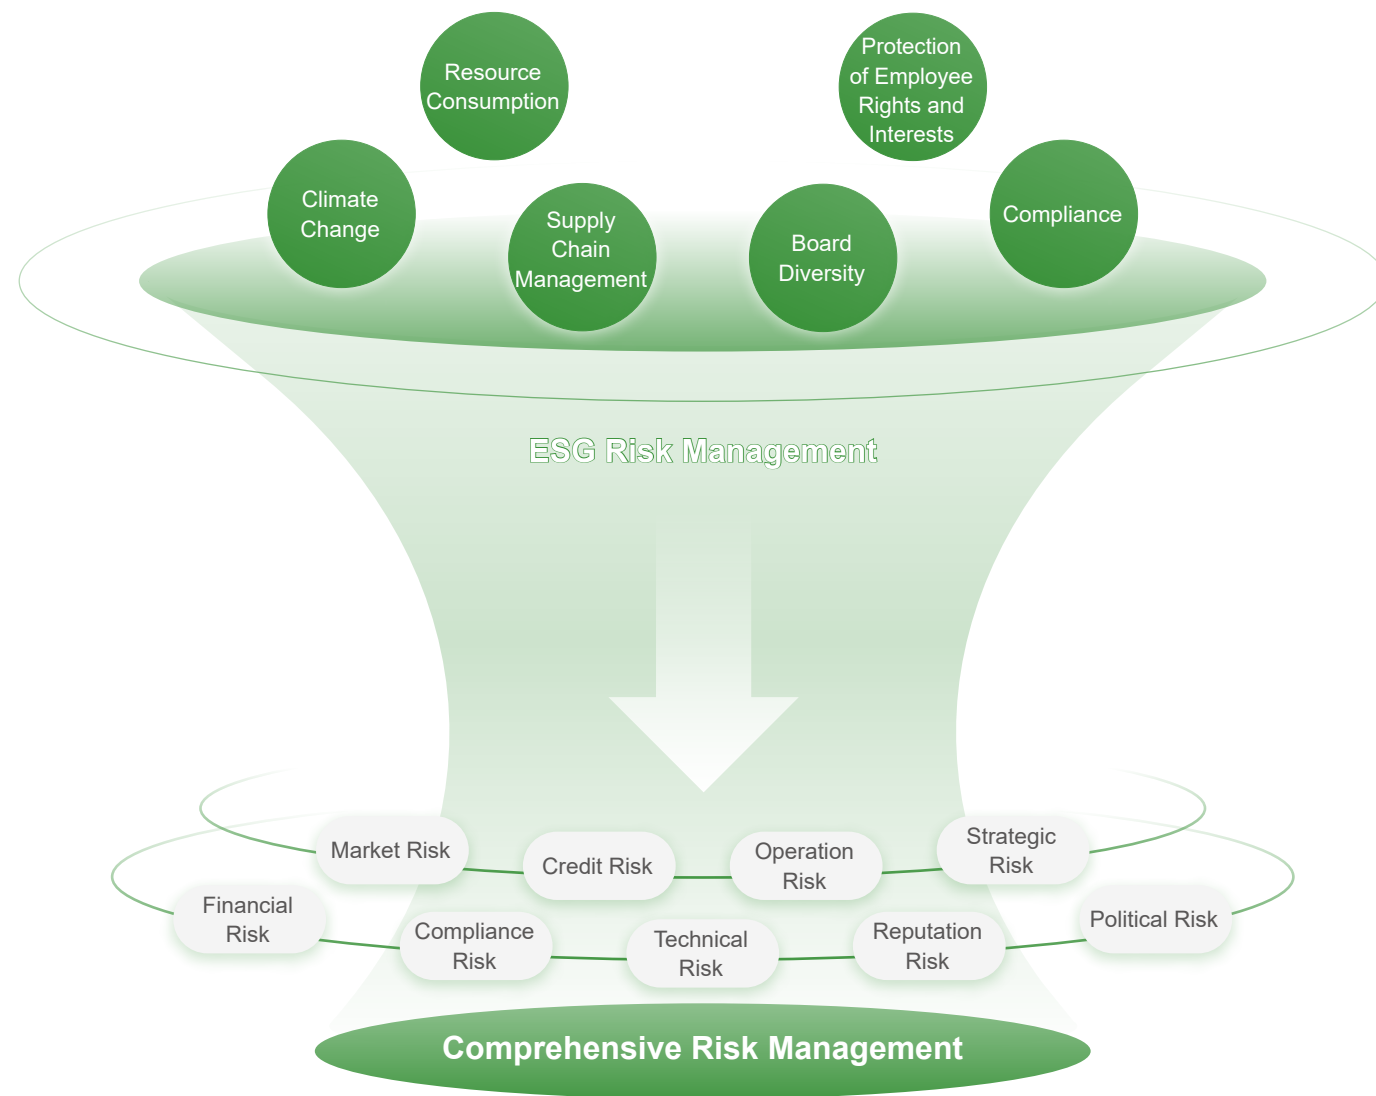 Resource
Consumption
Protection
of Employee
Rights and
Interests
Climate
Change
Supply
Chain
Management
Board
Diversity
Compliance
ESG Risk Management
Market Risk
Credit Risk
Operation
Risk
Strategic
Risk
Financial
Risk
Compliance
Risk
Technical
Risk
Reputation
Risk
Political Risk
Comprehensive Risk Management